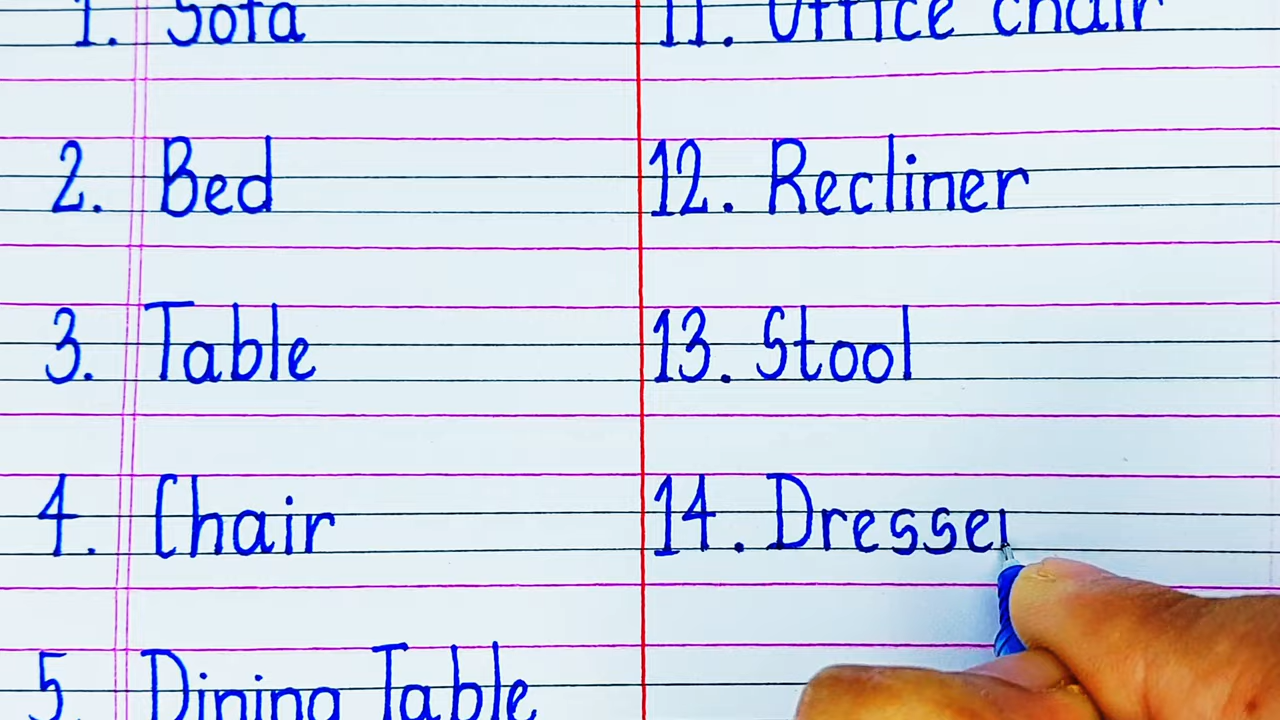 1. Sofa
2. Bed
3. Table
4. Chair
5. Dining Table
11. Office chair
12. Recliner
13. Stool
14. Dresser